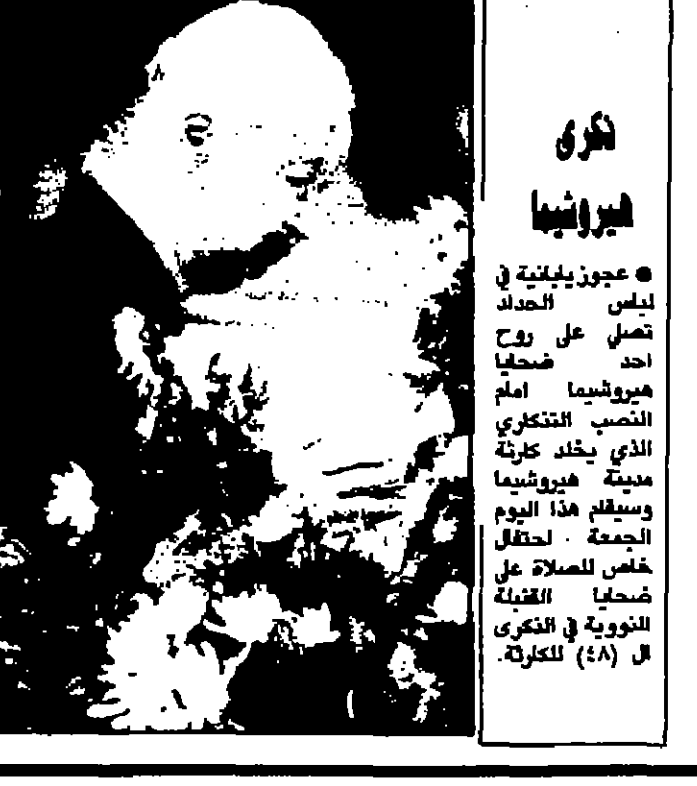 ذكرى
هيروشيما
● عجوز يابانية في
لباس الحداد
تصلي على روح
احد ضحايا
هيروشيما امام
النصب التذكاري
الذي يخلد كارثة
مدينة هيروشيما
وسيقام هذا اليوم
الجمعة احتفال
خاص للصلاة على
ضحايا القنبلة
النووية في الذكرى
ال (٤٨) للكارثة.